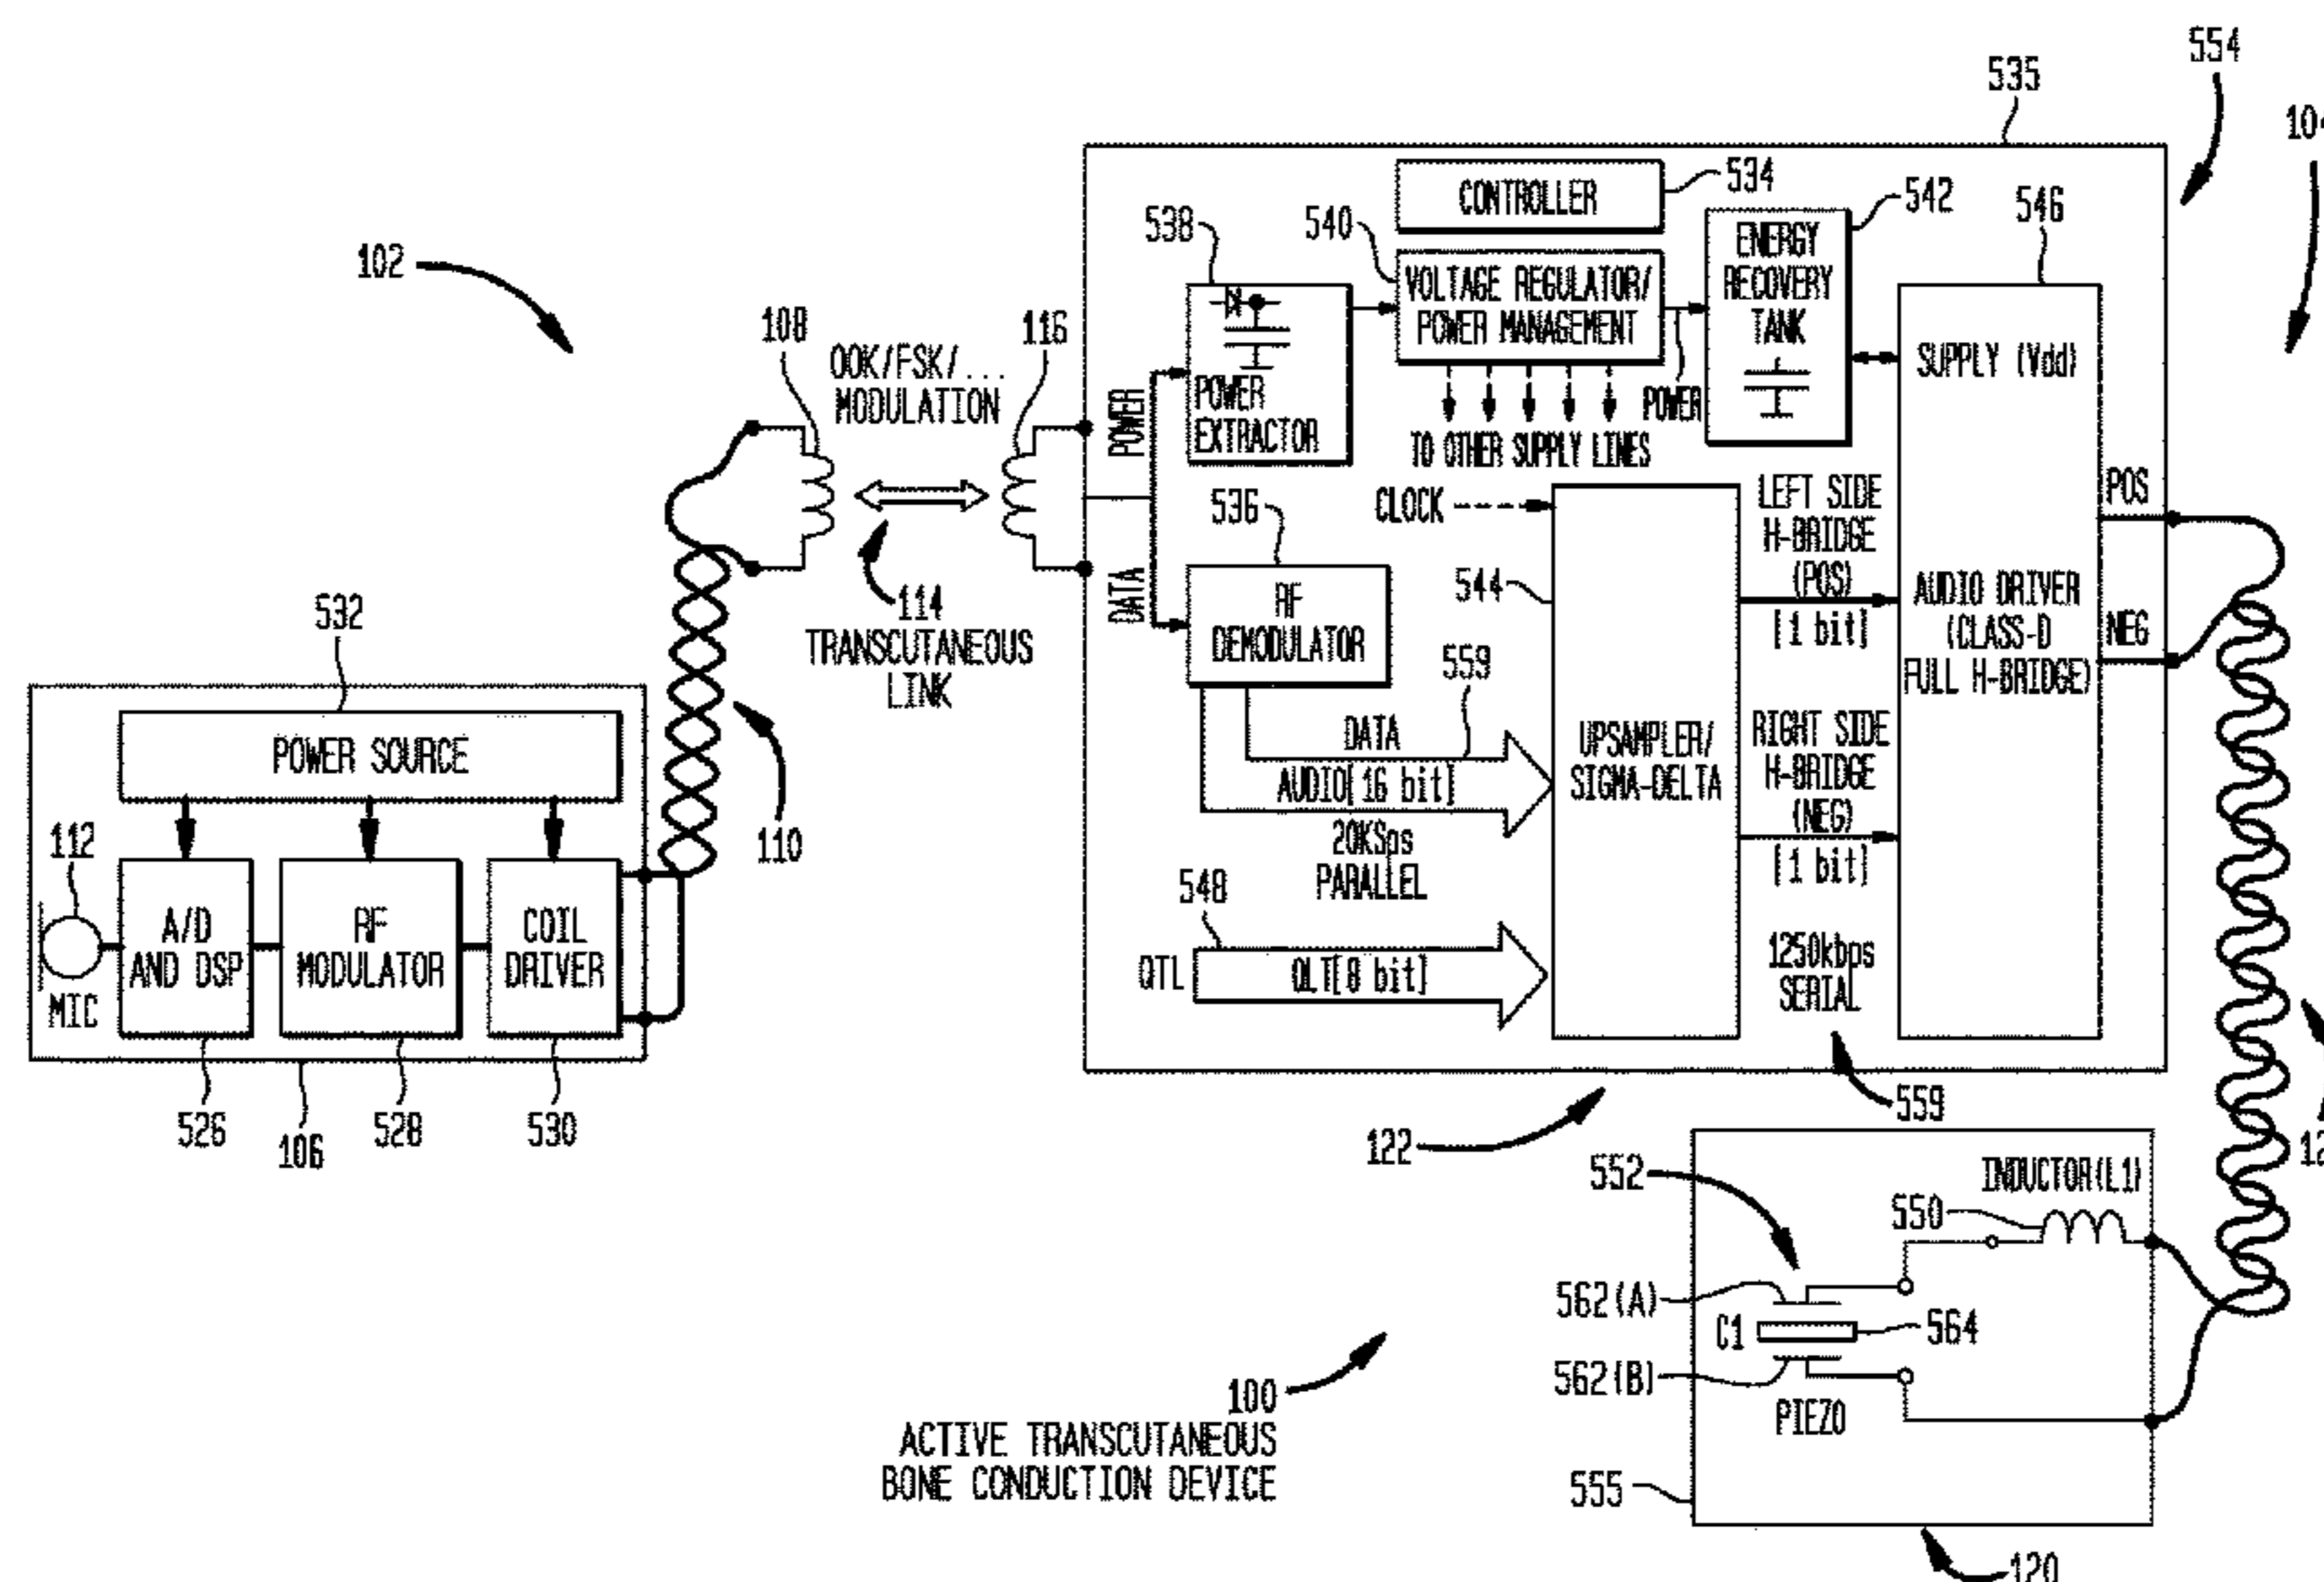 102
532
POWER SOURCE
112
MIC
A/D
AND DSP
RF
MODULATOR
COIL
DRIVER
526
106
528
530
110
108
OOK/FSK/...
MODULATION
116
114
TRANSCUTANEOUS
LINK
POWER
DATA
535
554
CONTROLLER
534
538
POWER
EXTRACTOR
540
VOLTAGE REGULATOR/
POWER MANAGEMENT
TO OTHER SUPPLY LINES
POWER
542
ENERGY
RECOVERY
TANK
546
SUPPLY (Vdd)
AUDIO DRIVER
(CLASS-D
FULL H-BRIDGE)
POS
NEG
536
RF
DEMODULATOR
CLOCK
544
UPSAMPLER/
SIGMA-DELTA
LEFT SIDE
H-BRIDGE
(POS)
[1 bit]
RIGHT SIDE
H-BRIDGE
(NEG)
[1 bit]
1250kbps
SERIAL
559
559
DATA
AUDIO[16 bit]
20KSps
PARALLEL
548
QTL
QLT[8 bit]
122
552
INDUCTOR(L1)
550
562(A)
C1
564
562(B)
PIEZO
555
120
100
ACTIVE TRANSCUTANEOUS
BONE CONDUCTION DEVICE